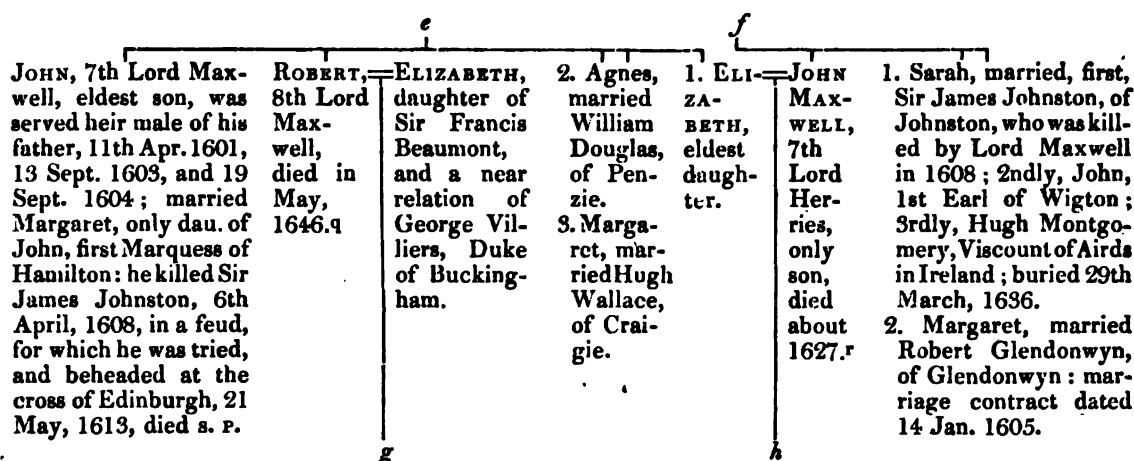 e
f
JOHN, 7th Lord Max-
well, eldest son, was
served heir male of his
father, 11th Apr. 1601,
13 Sept. 1603, and 19
Sept. 1604; married
Margaret, only dau. of
John, first Marquess of
Hamilton: he killed Sir
James Johnston, 6th
April, 1608, in a feud,
for which he was tried,
and beheaded at the
cross of Edinburgh, 21
May, 1613, died s. P.
ROBERT,
8th Lord
Max-
well,
died in
May,
1646.q
ELIZABETH,
daughter of
Sir Francis
Beaumont,
and a near
relation of
George Vil-
liers, Duke
of Bucking-
ham.
2. Agnes,
married
William
Douglas,
of Pen-
zie.
3. Marga-
ret, mar-
ried Hugh
Wallace,
of Crai-
gie.
1. ELI-
ZA-
BETH,
eldest
daugh-
ter.
JOHN
MAX-
WELL,
7th
Lord
Her-
ries,
only
son,
died
about
1627.r
1. Sarah, married, first,
Sir James Johnston, of
Johnston, who was kill-
ed by Lord Maxwell
in 1608; 2ndly, John,
1st Earl of Wigton;
3rdly, Hugh Montgo-
mery, Viscount of Airds
in Ireland; buried 29th
March, 1636.
2. Margaret, married
Robert Glendonwyn,
of Glendonwyn: mar-
riage contract dated
14 Jan. 1605.
g
h